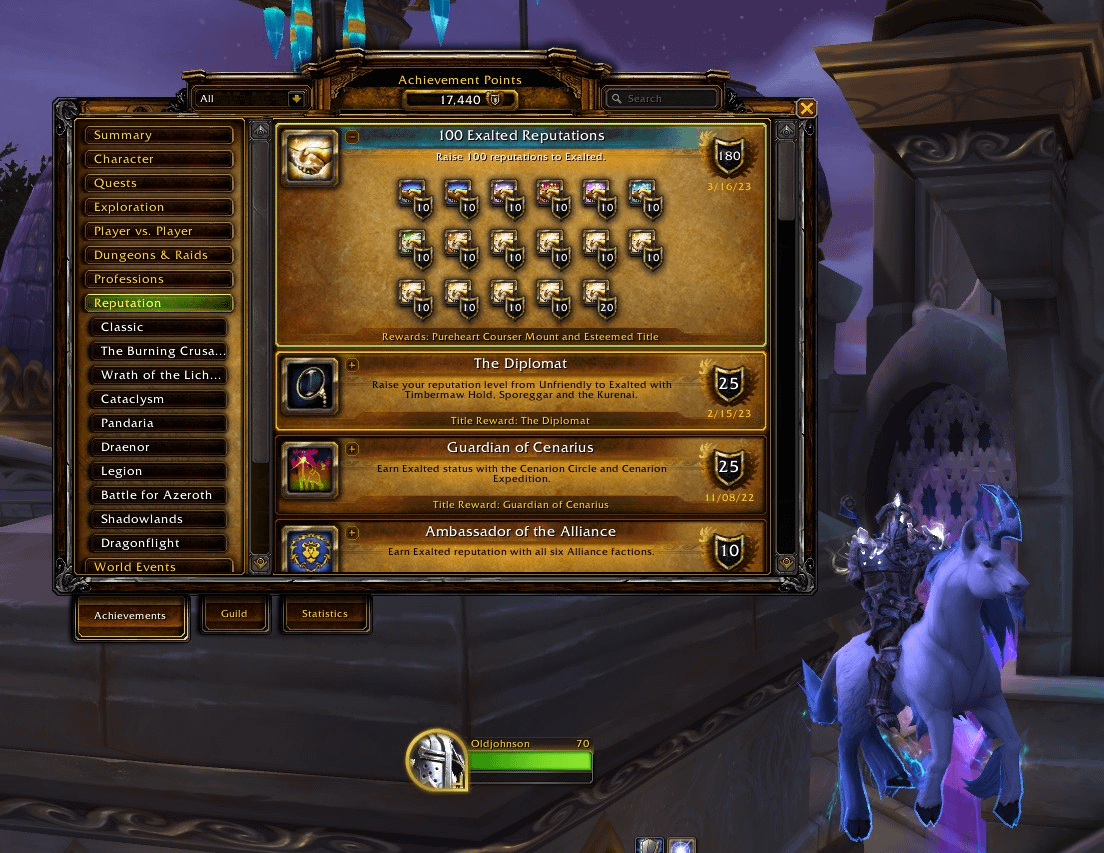 Achievement Points
All
17,440
Search
Summary
Character
Quests
Exploration
Player vs. Player
Dungeons & Raids
Professions
Reputation
Classic
The Burning Crusa...
Wrath of the Lich...
Cataclysm
Pandaria
Draenor
Legion
Battle for Azeroth
Shadowlands
Dragonflight
World Events
100 Exalted Reputations
Raise 100 reputations to Exalted.
180
3/16/23
10 10 10 10 10 10
10 10 10 10 10 10
10 10 10 10 20
Rewards: Pureheart Courser Mount and Esteemed Title
The Diplomat
Raise your reputation level from Unfriendly to Exalted with
Timbermaw Hold, Sporeggar and the Kurenai.
25
2/15/23
Title Reward: The Diplomat
Guardian of Cenarius
Earn Exalted status with the Cenarion Circle and Cenarion
Expedition.
25
11/08/22
Title Reward: Guardian of Cenarius
Ambassador of the Alliance
Earn Exalted reputation with all six Alliance factions.
10
Achievements
Guild
Statistics
Oldjohnson 70